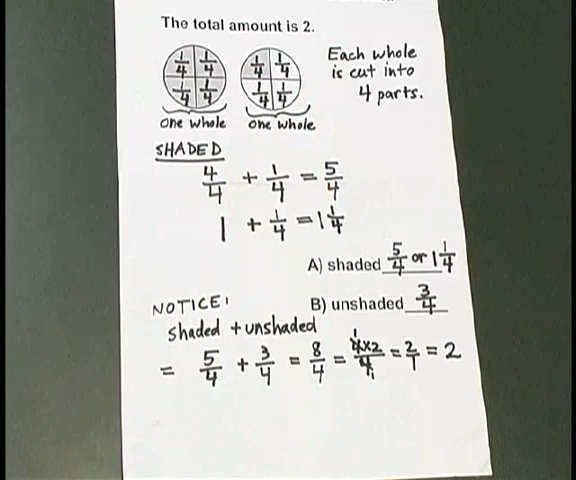 The total amount is 2.
1/4 1/4 1/4 1/4
1/4 1/4 1/4 1/4
Each whole
is cut into
4 parts.
one whole one whole
SHADED
4/4 + 1/4 = 5/4
1 + 1/4 = 1 1/4
A) shaded 5/4 or 1 1/4
NOTICE: B) unshaded 3/4
shaded + unshaded
= 5/4 + 3/4 = 8/4 = 4x2/4 = 2/1 = 2